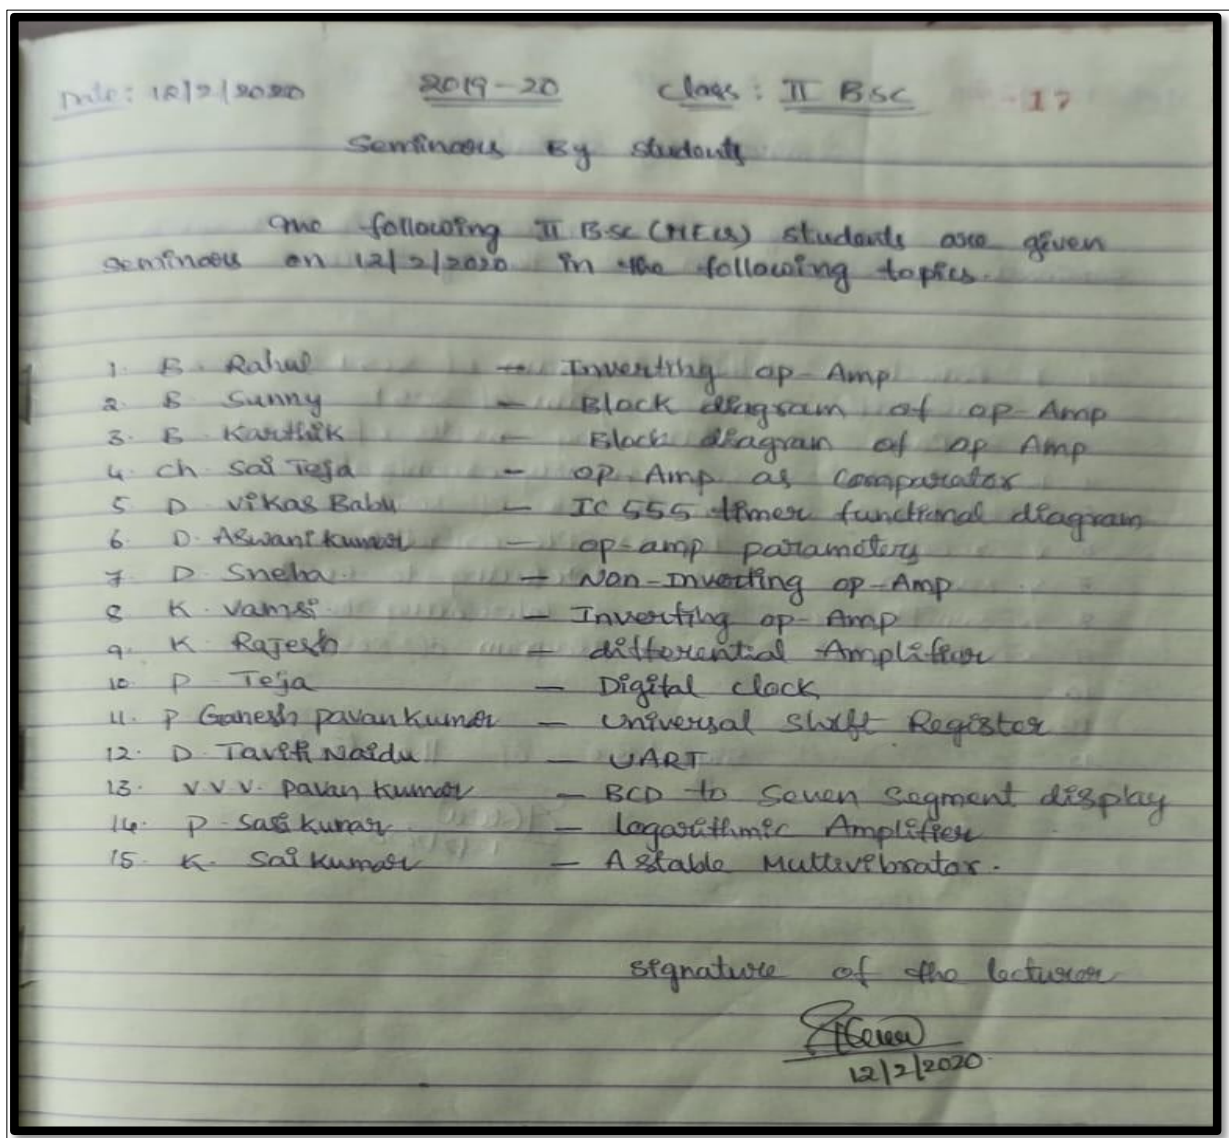 Date: 12/2/2020 2019-20 Class: II BSC -17
Seminars By students
The following II B.Sc (MECs) students are given
seminars on 12/2/2020 in the following topics.
1. B. Rahul - Inverting op-Amp
2. B Sunny - Block diagram of op-Amp
3. B. Karthik - Block diagram of op Amp
4. Ch. Sai Teja - op-Amp as Comparator
5 D. Vikas Babu - IC 555 timer functional diagram
6. D. Aswani kumar - op-amp parameters
7. D. Sneha. - Non-Inverting op-Amp
8 K. Vamsi - Inverting op-Amp
9. K Rajesh - differential Amplifier
10 P Teja - Digital clock
11. P Ganesh pavan kumar - universal Shift Register
12. D. Taviti Naidu - UART
13. V.V.V. pavan kumar - BCD to Seven Segment display
14. P. Sasi kumar - logarithmic Amplifier
15. K. Sai kumar - Astable Multivibrator.
signature of the lecturer
12/2/2020.